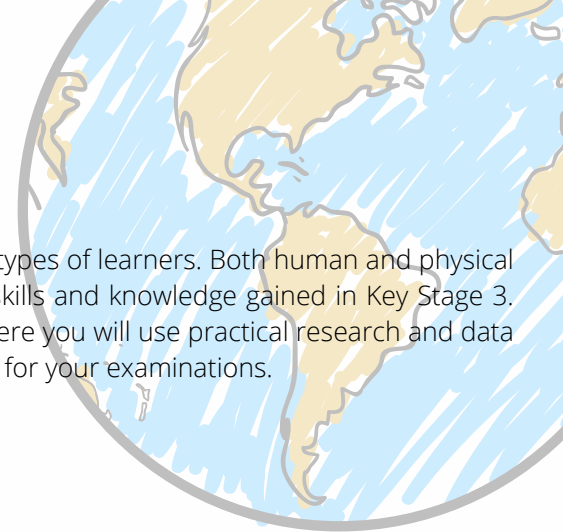 types of learners. Both human and physical
skills and knowledge gained in Key Stage 3.
ere you will use practical research and data
for your examinations.